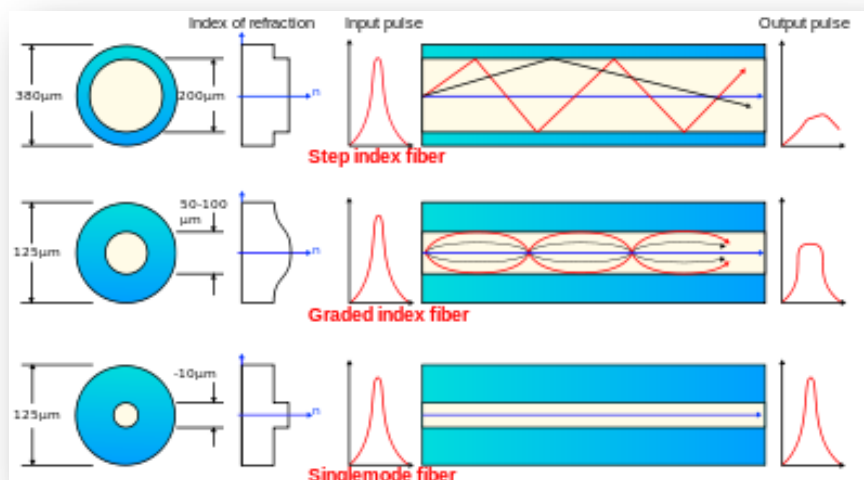 Index of refraction
Input pulse
Output pulse
380µm
200µm
n
Step index fiber
50-100
µm
125µm
n
Graded index fiber
-10µm
125µm
n
Singlemode fiber